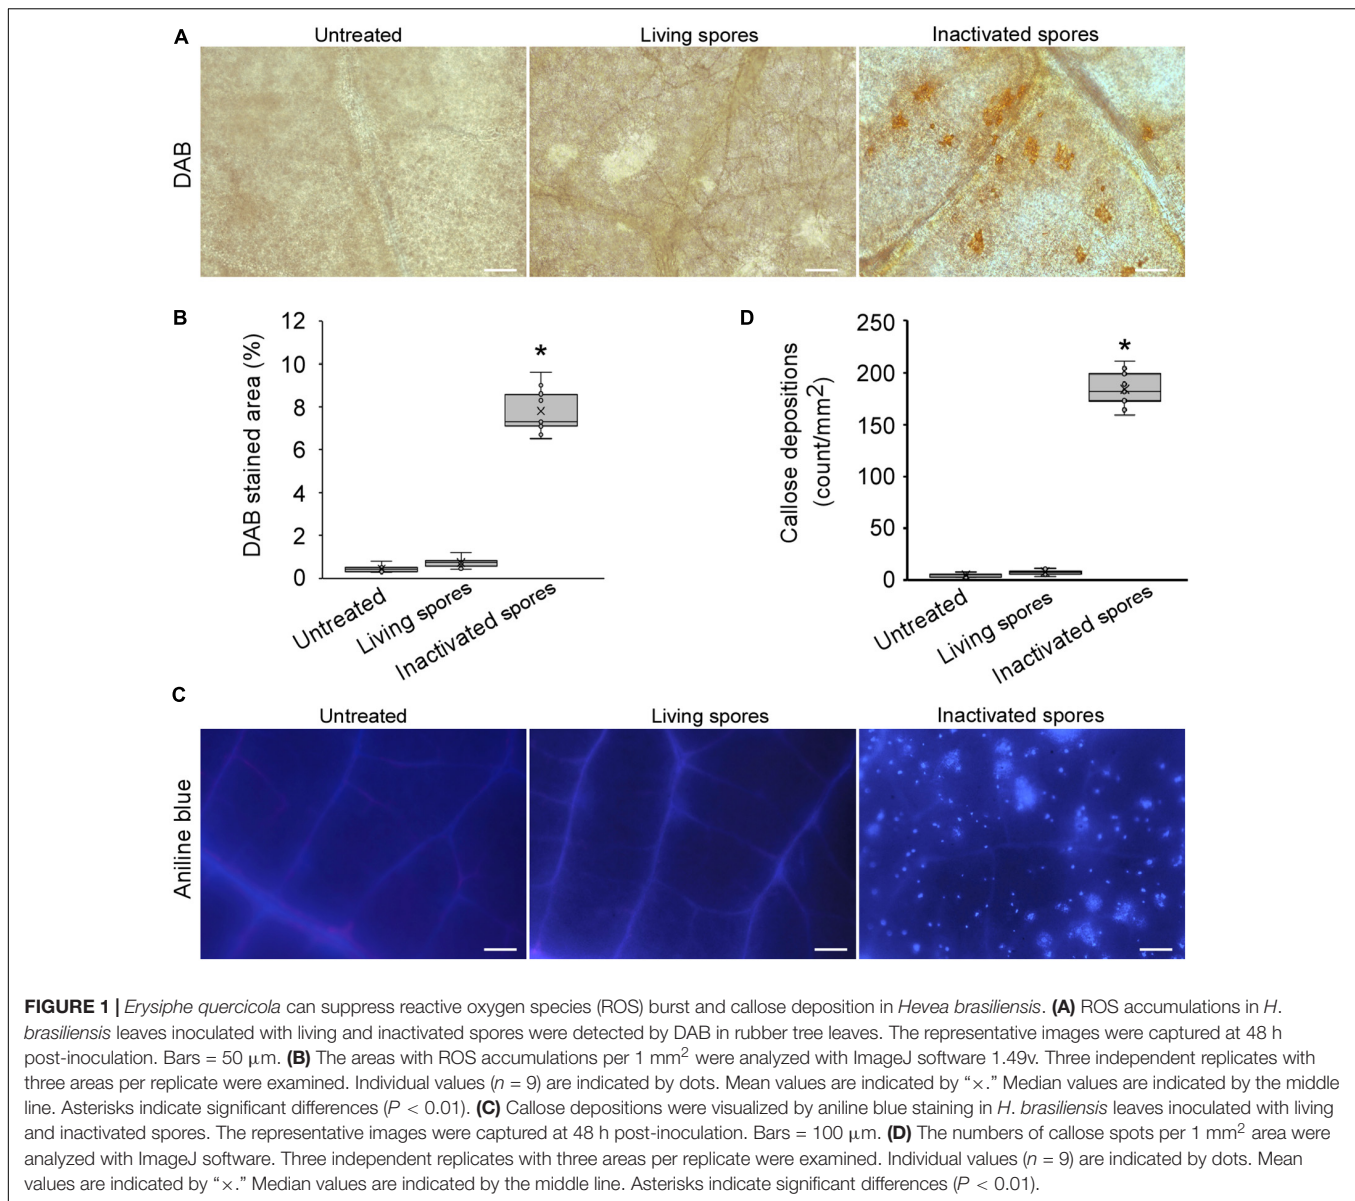 A
Untreated
Living spores
Inactivated spores
DAB
B
DAB stained area (%)
12
10
8
6
4
2
0
*
Untreated
Living spores
Inactivated spores
D
Callose depositions
(count/mm²)
250
200
150
100
50
0
*
Untreated
Living spores
Inactivated spores
C
Untreated
Living spores
Inactivated spores
Aniline blue
FIGURE 1 | Erysiphe quercicola can suppress reactive oxygen species (ROS) burst and callose deposition in Hevea brasiliensis. (A) ROS accumulations in H.
brasiliensis leaves inoculated with living and inactivated spores were detected by DAB in rubber tree leaves. The representative images were captured at 48 h
post-inoculation. Bars = 50 μm. (B) The areas with ROS accumulations per 1 mm² were analyzed with ImageJ software 1.49v. Three independent replicates with
three areas per replicate were examined. Individual values (n = 9) are indicated by dots. Mean values are indicated by “×.” Median values are indicated by the middle
line. Asterisks indicate significant differences (P < 0.01). (C) Callose depositions were visualized by aniline blue staining in H. brasiliensis leaves inoculated with living
and inactivated spores. The representative images were captured at 48 h post-inoculation. Bars = 100 μm. (D) The numbers of callose spots per 1 mm² area were
analyzed with ImageJ software. Three independent replicates with three areas per replicate were examined. Individual values (n = 9) are indicated by dots. Mean
values are indicated by “×.” Median values are indicated by the middle line. Asterisks indicate significant differences (P < 0.01).